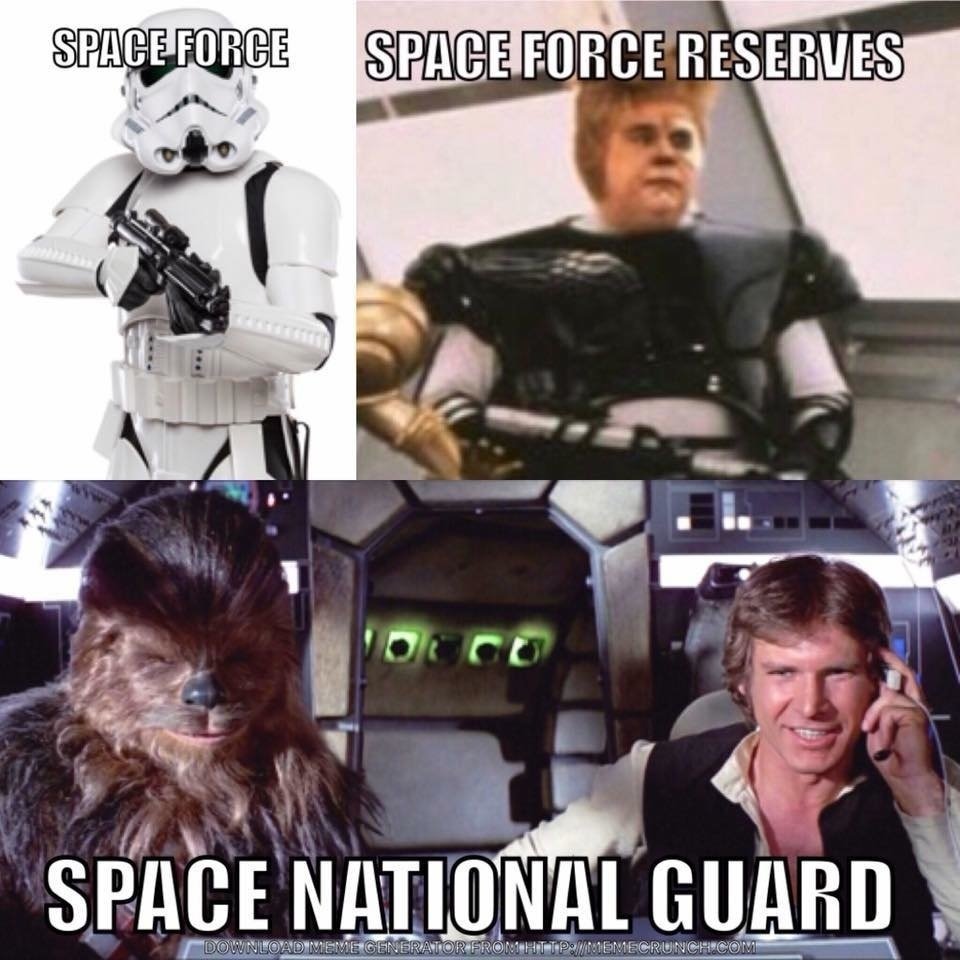 SPACE FORCE
SPACE FORCE RESERVES
SPACE NATIONAL GUARD
DOWNLOAD MEME GENERATOR FROM HTTP://MEMECRUNCH.COM